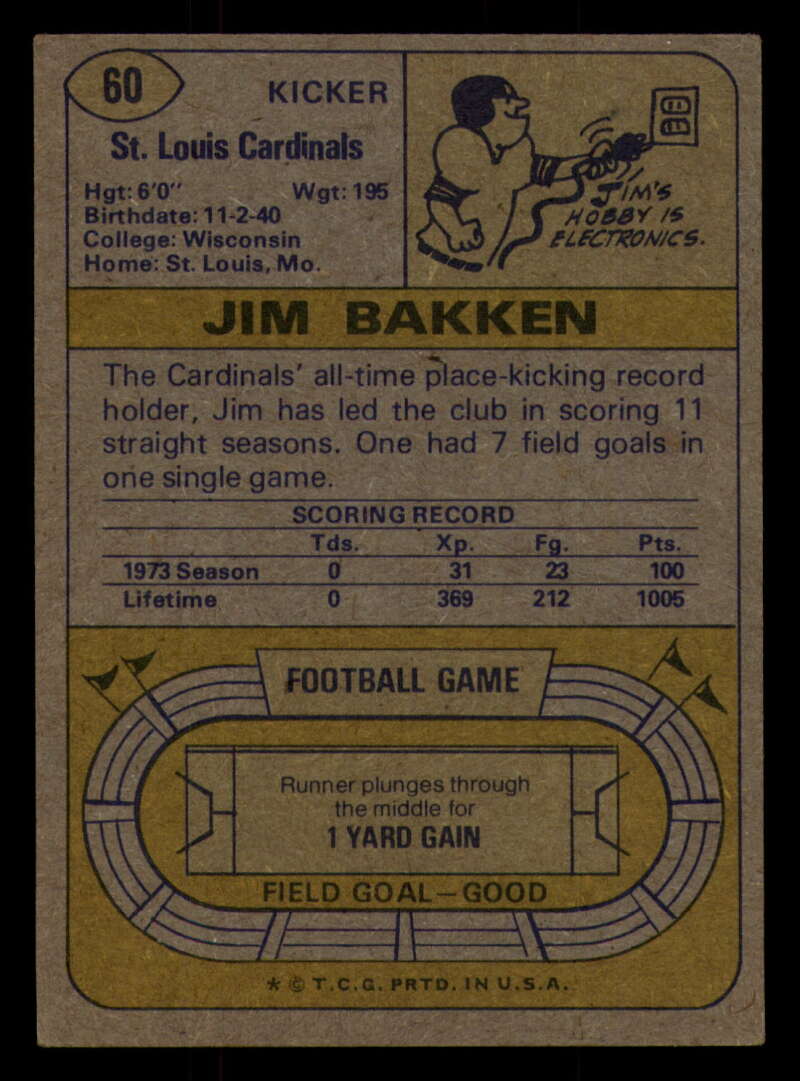 60
KICKER
St. Louis Cardinals
Hgt: 6'0" Wgt: 195
Birthdate: 11-2-40
College: Wisconsin
Home: St. Louis, Mo.
JIM'S
HOBBY IS
ELECTRONICS.
JIM BAKKEN
The Cardinals' all-time place-kicking record
holder, Jim has led the club in scoring 11
straight seasons. One had 7 field goals in
one single game.
SCORING RECORD
Tds. Xp. Fg. Pts.
1973 Season 0 31 23 100
Lifetime 0 369 212 1005
FOOTBALL GAME
Runner plunges through
the middle for
1 YARD GAIN
FIELD GOAL—GOOD
* © T.C.G. PRTD. IN U.S.A.